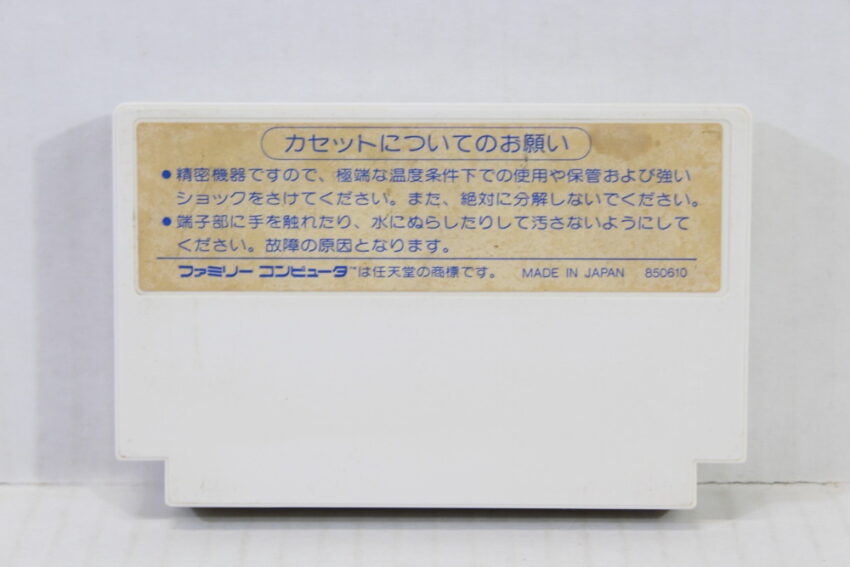 カセットについてのお願い
●精密機器ですので、極端な温度条件下での使用や保管および強い
ショックをさけてください。また、絶対に分解しないでください。
●端子部に手を触れたり、水にぬらしたりして汚さないようにして
ください。故障の原因となります。
ファミリー コンピュータ™は任天堂の商標です。 MADE IN JAPAN 850610